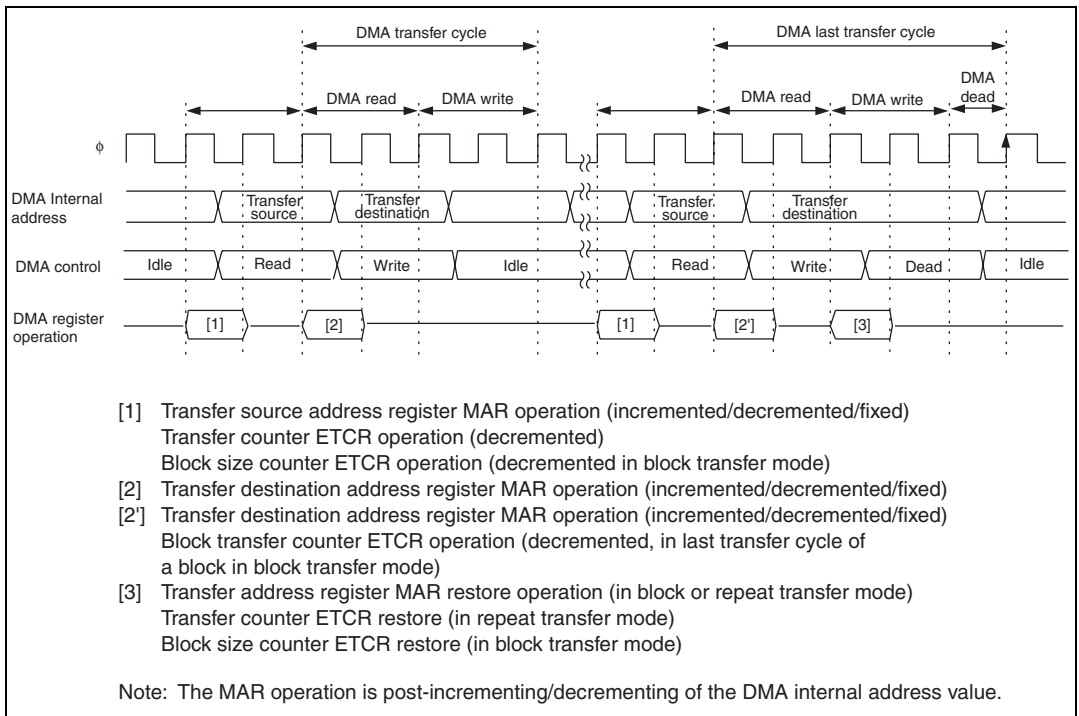 DMA transfer cycle
DMA last transfer cycle
DMA read
DMA write
DMA read
DMA write
DMA
dead
ϕ
DMA Internal
address
Transfer
source
Transfer
destination
Transfer
source
Transfer
destination
DMA control
Idle
Read
Write
Idle
Read
Write
Dead
Idle
DMA register
operation
[1]
[2]
[1]
[2']
[3]
[1] Transfer source address register MAR operation (incremented/decremented/fixed)
Transfer counter ETCR operation (decremented)
Block size counter ETCR operation (decremented in block transfer mode)
[2] Transfer destination address register MAR operation (incremented/decremented/fixed)
[2'] Transfer destination address register MAR operation (incremented/decremented/fixed)
Block transfer counter ETCR operation (decremented, in last transfer cycle of
a block in block transfer mode)
[3] Transfer address register MAR restore operation (in block or repeat transfer mode)
Transfer counter ETCR restore (in repeat transfer mode)
Block size counter ETCR restore (in block transfer mode)
Note: The MAR operation is post-incrementing/decrementing of the DMA internal address value.